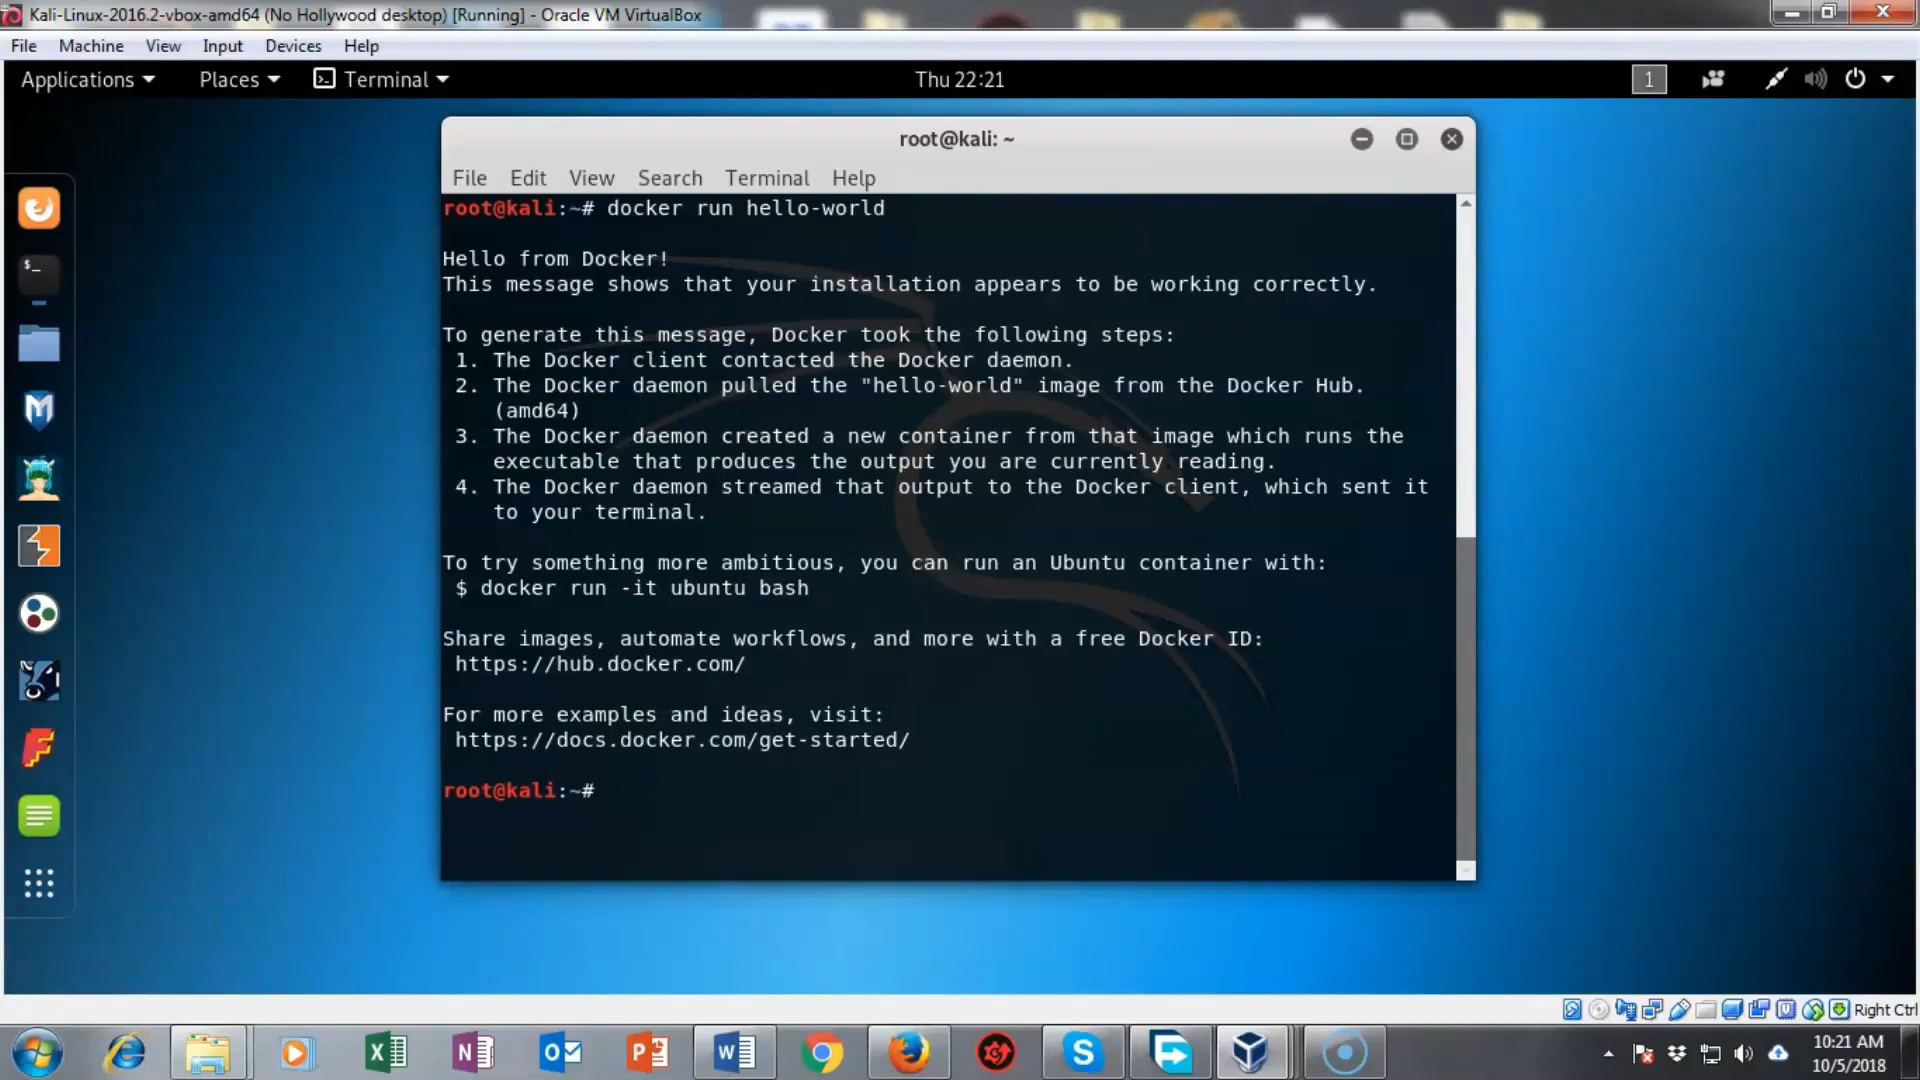 Kali-Linux-2016.2-vbox-amd64 (No Hollywood desktop) [Running] - Oracle VM VirtualBox
File Machine View Input Devices Help
Applications Places Terminal Thu 22:21 1
root@kali: ~
File Edit View Search Terminal Help
root@kali:~# docker run hello-world
Hello from Docker!
This message shows that your installation appears to be working correctly.
To generate this message, Docker took the following steps:
1. The Docker client contacted the Docker daemon.
2. The Docker daemon pulled the "hello-world" image from the Docker Hub.
(amd64)
3. The Docker daemon created a new container from that image which runs the
executable that produces the output you are currently reading.
4. The Docker daemon streamed that output to the Docker client, which sent it
to your terminal.
To try something more ambitious, you can run an Ubuntu container with:
$ docker run -it ubuntu bash
Share images, automate workflows, and more with a free Docker ID:
https://hub.docker.com/
For more examples and ideas, visit:
https://docs.docker.com/get-started/
root@kali:~#
Right Ctrl
10:21 AM
10/5/2018